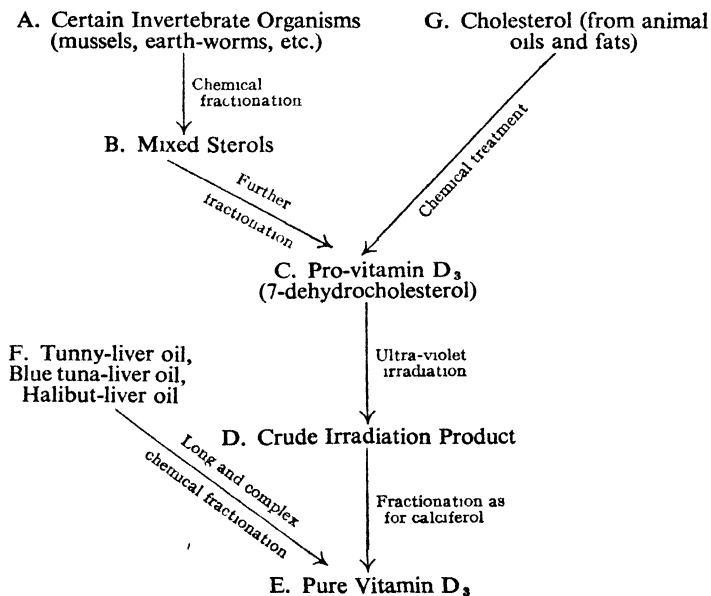 A. Certain Invertebrate Organisms
(mussels, earth-worms, etc.)
G. Cholesterol (from animal
oils and fats)
Chemical
fractionation
B. Mixed Sterols
Chemical treatment
Further
fractionation
C. Pro-vitamin D₃
(7-dehydrocholesterol)
Ultra-violet
irradiation
F. Tunny-liver oil,
Blue tuna-liver oil,
Halibut-liver oil
D. Crude Irradiation Product
Long and complex
chemical fractionation
Fractionation as
for calciferol
E. Pure Vitamin D₃